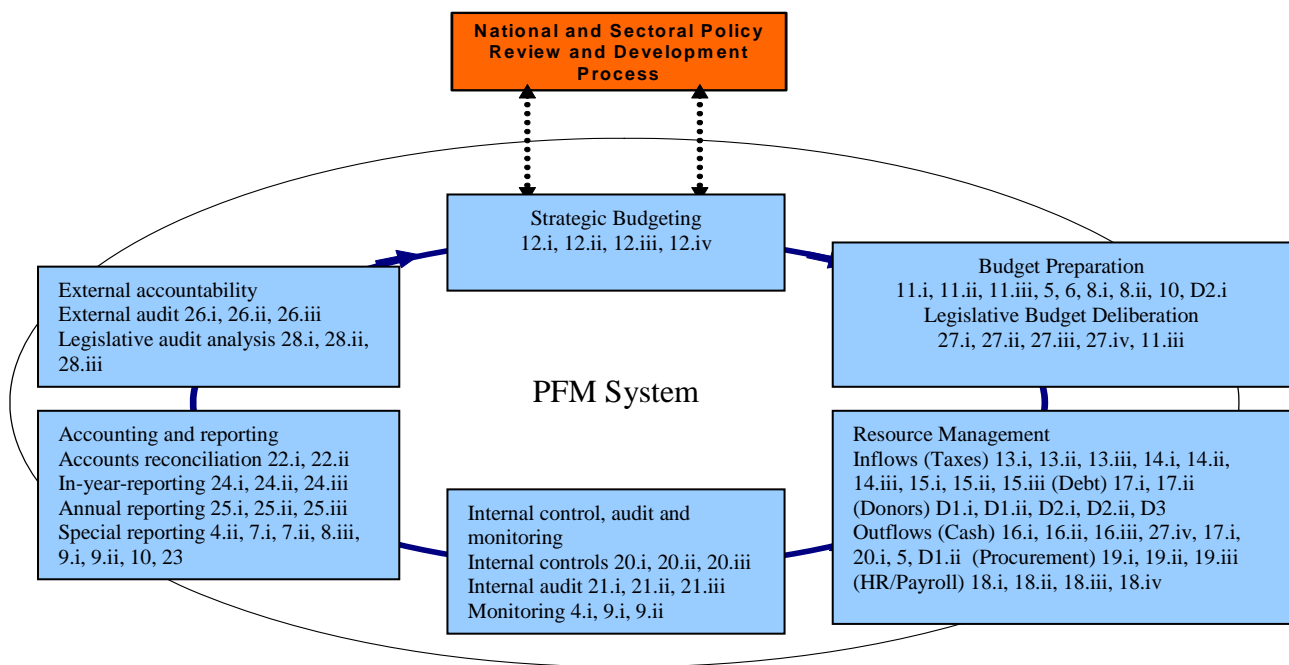 National and Sectoral Policy
Review and Development
Process
Strategic Budgeting
12.i, 12.ii, 12.iii, 12.iv
Budget Preparation
11.i, 11.ii, 11.iii, 5, 6, 8.i, 8.ii, 10, D2.i
Legislative Budget Deliberation
27.i, 27.ii, 27.iii, 27.iv, 11.iii
External accountability
External audit 26.i, 26.ii, 26.iii
Legislative audit analysis 28.i, 28.ii,
28.iii
PFM System
Accounting and reporting
Accounts reconciliation 22.i, 22.ii
In-year-reporting 24.i, 24.ii, 24.iii
Annual reporting 25.i, 25.ii, 25.iii
Special reporting 4.ii, 7.i, 7.ii, 8.iii,
9.i, 9.ii, 10, 23
Internal control, audit and
monitoring
Internal controls 20.i, 20.ii, 20.iii
Internal audit 21.i, 21.ii, 21.iii
Monitoring 4.i, 9.i, 9.ii
Resource Management
Inflows (Taxes) 13.i, 13.ii, 13.iii, 14.i, 14.ii,
14.iii, 15.i, 15.ii, 15.iii (Debt) 17.i, 17.ii
(Donors) D1.i, D1.ii, D2.i, D2.ii, D3
Outflows (Cash) 16.i, 16.ii, 16.iii, 27.iv, 17.i,
20.i, 5, D1.ii (Procurement) 19.i, 19.ii, 19.iii
(HR/Payroll) 18.i, 18.ii, 18.iii, 18.iv